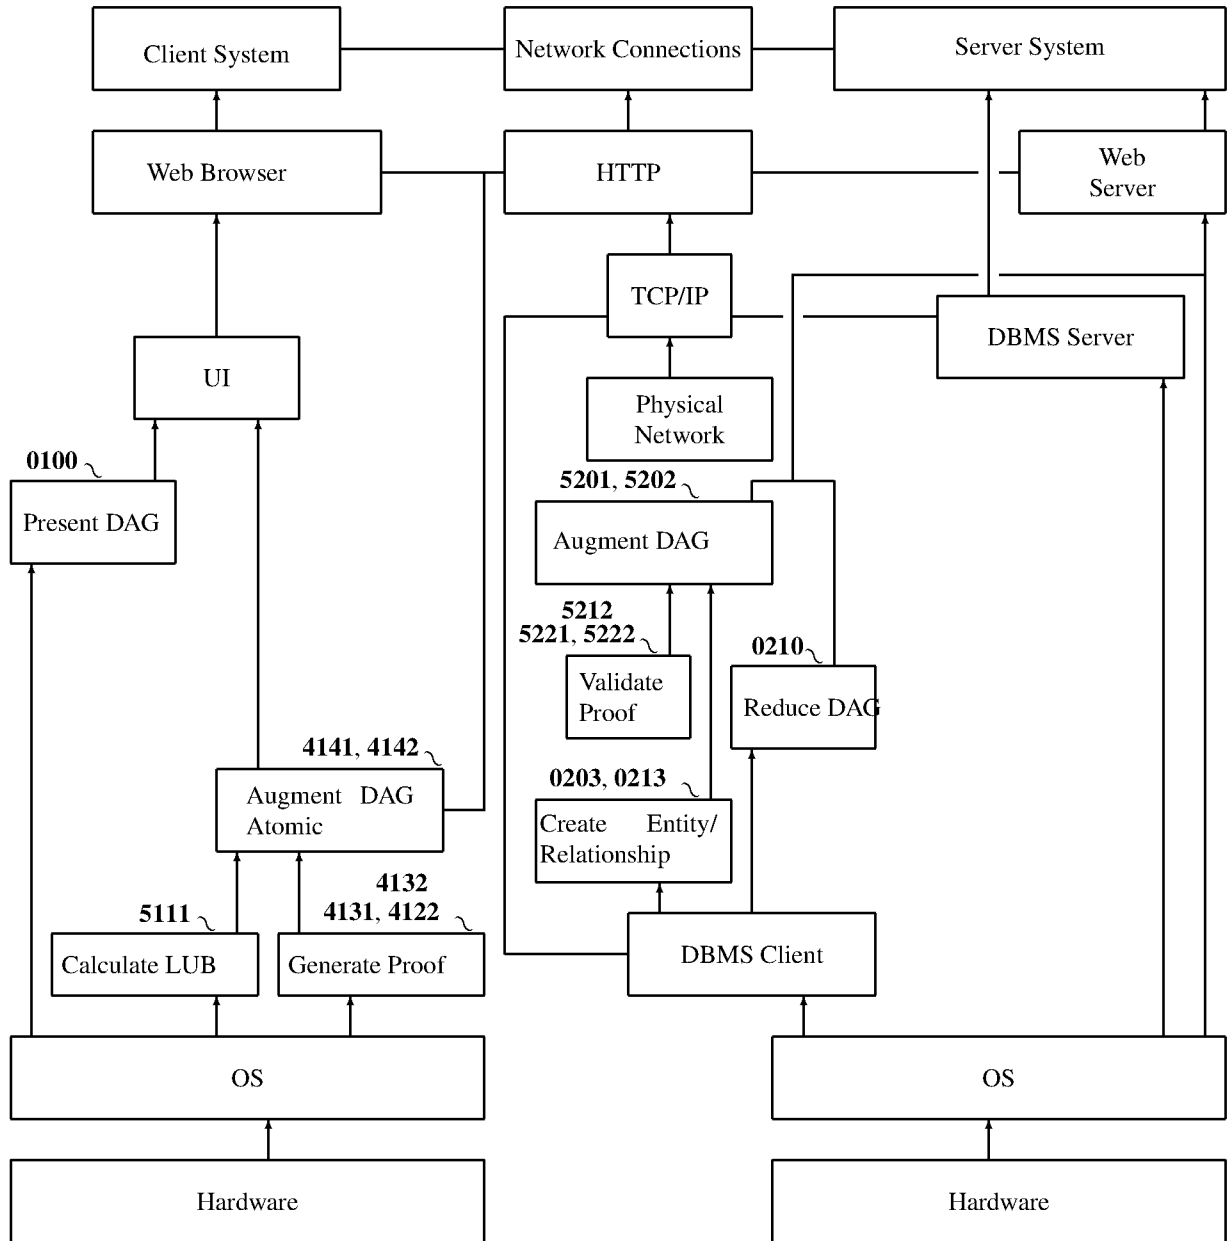 Client System
Network Connections
Server System
Web Browser
HTTP
Web
Server
TCP/IP
DBMS Server
UI
Physical
Network
0100
Present DAG
5201, 5202
Augment DAG
5212
5221, 5222
Validate
Proof
0210
Reduce DAG
4141, 4142
Augment DAG
Atomic
0203, 0213
Create Entity/
Relationship
5111
Calculate LUB
4132
4131, 4122
Generate Proof
DBMS Client
OS
OS
Hardware
Hardware